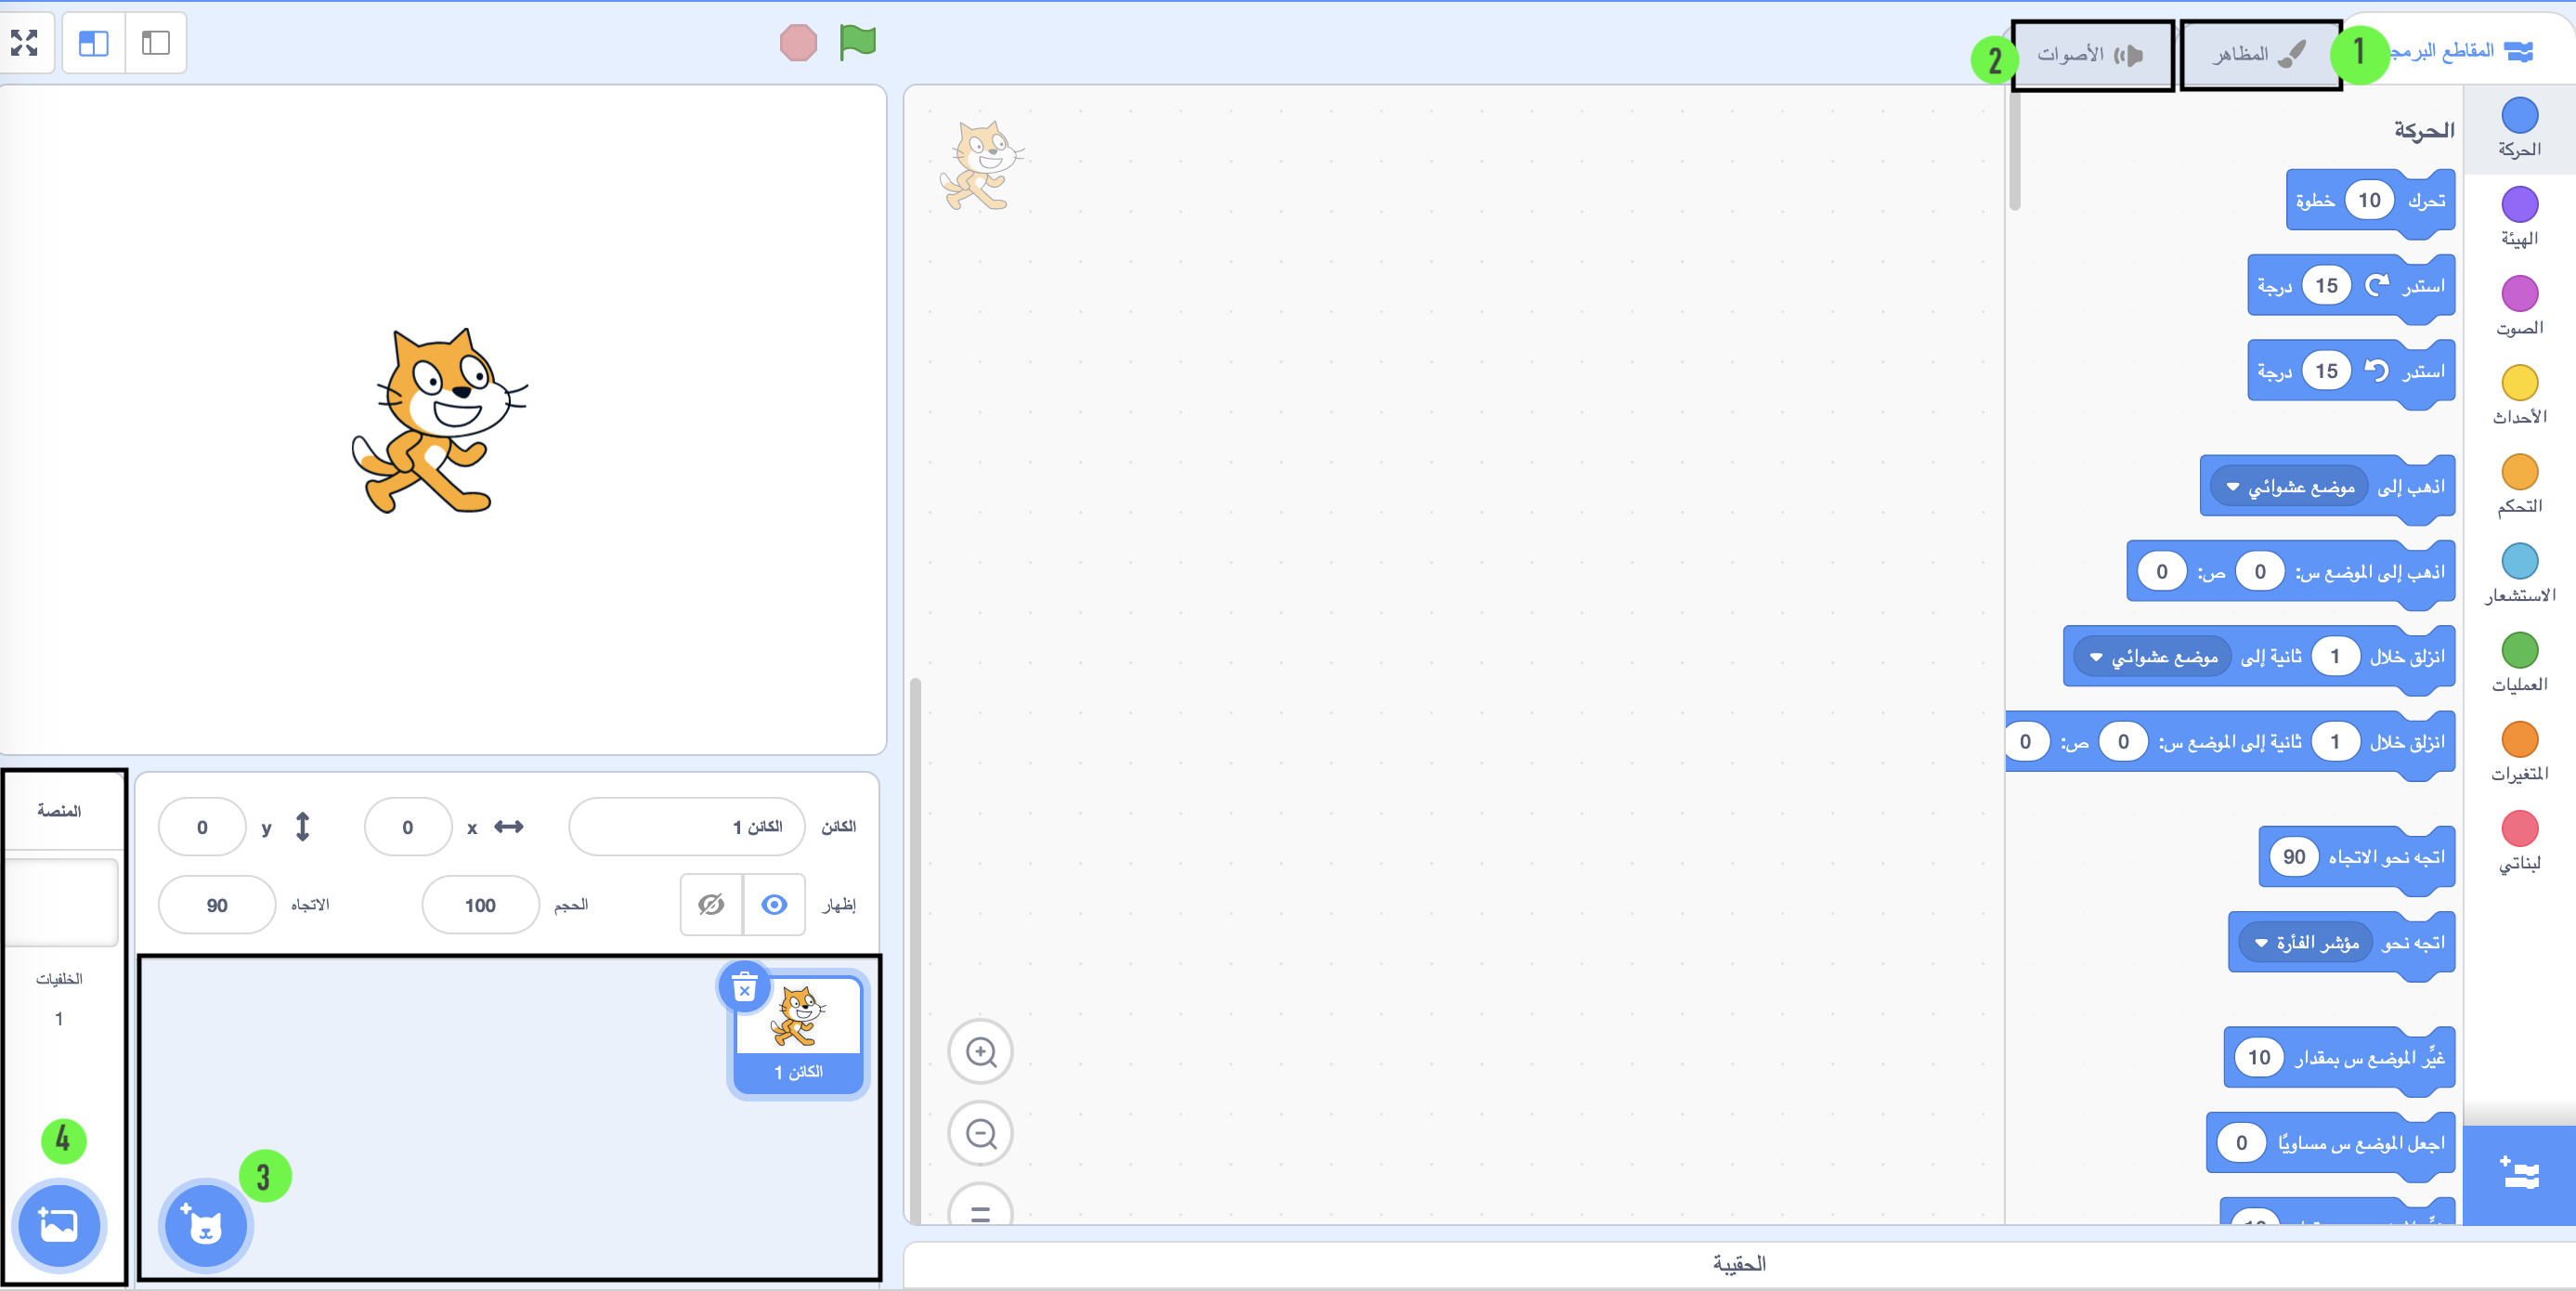 المقاطع البرمج
1
المظاهر
الأصوات
2
الحركة
الهيئة
الصوت
الأحداث
التحكم
الاستشعار
العمليات
المتغيرات
لبناتي
الحركة
تحرك 10 خطوة
استدر 15 درجة
استدر 15 درجة
اذهب إلى موضع عشوائي
اذهب إلى الموضع س: 0 ص: 0
انزلق خلال 1 ثانية إلى موضع عشوائي
انزلق خلال 1 ثانية إلى الموضع س: 0 ص: 0
اتجه نحو الاتجاه 90
اتجه نحو مؤشر الفأرة
غيِّر الموضع س بمقدار 10
اجعل الموضع س مساويًا 0
الحقيبة
الكائن الكائن 1 x 0 y 0
إظهار الحجم 100 الاتجاه 90
الكائن 1
3
المنصة
الخلفيات
1
4